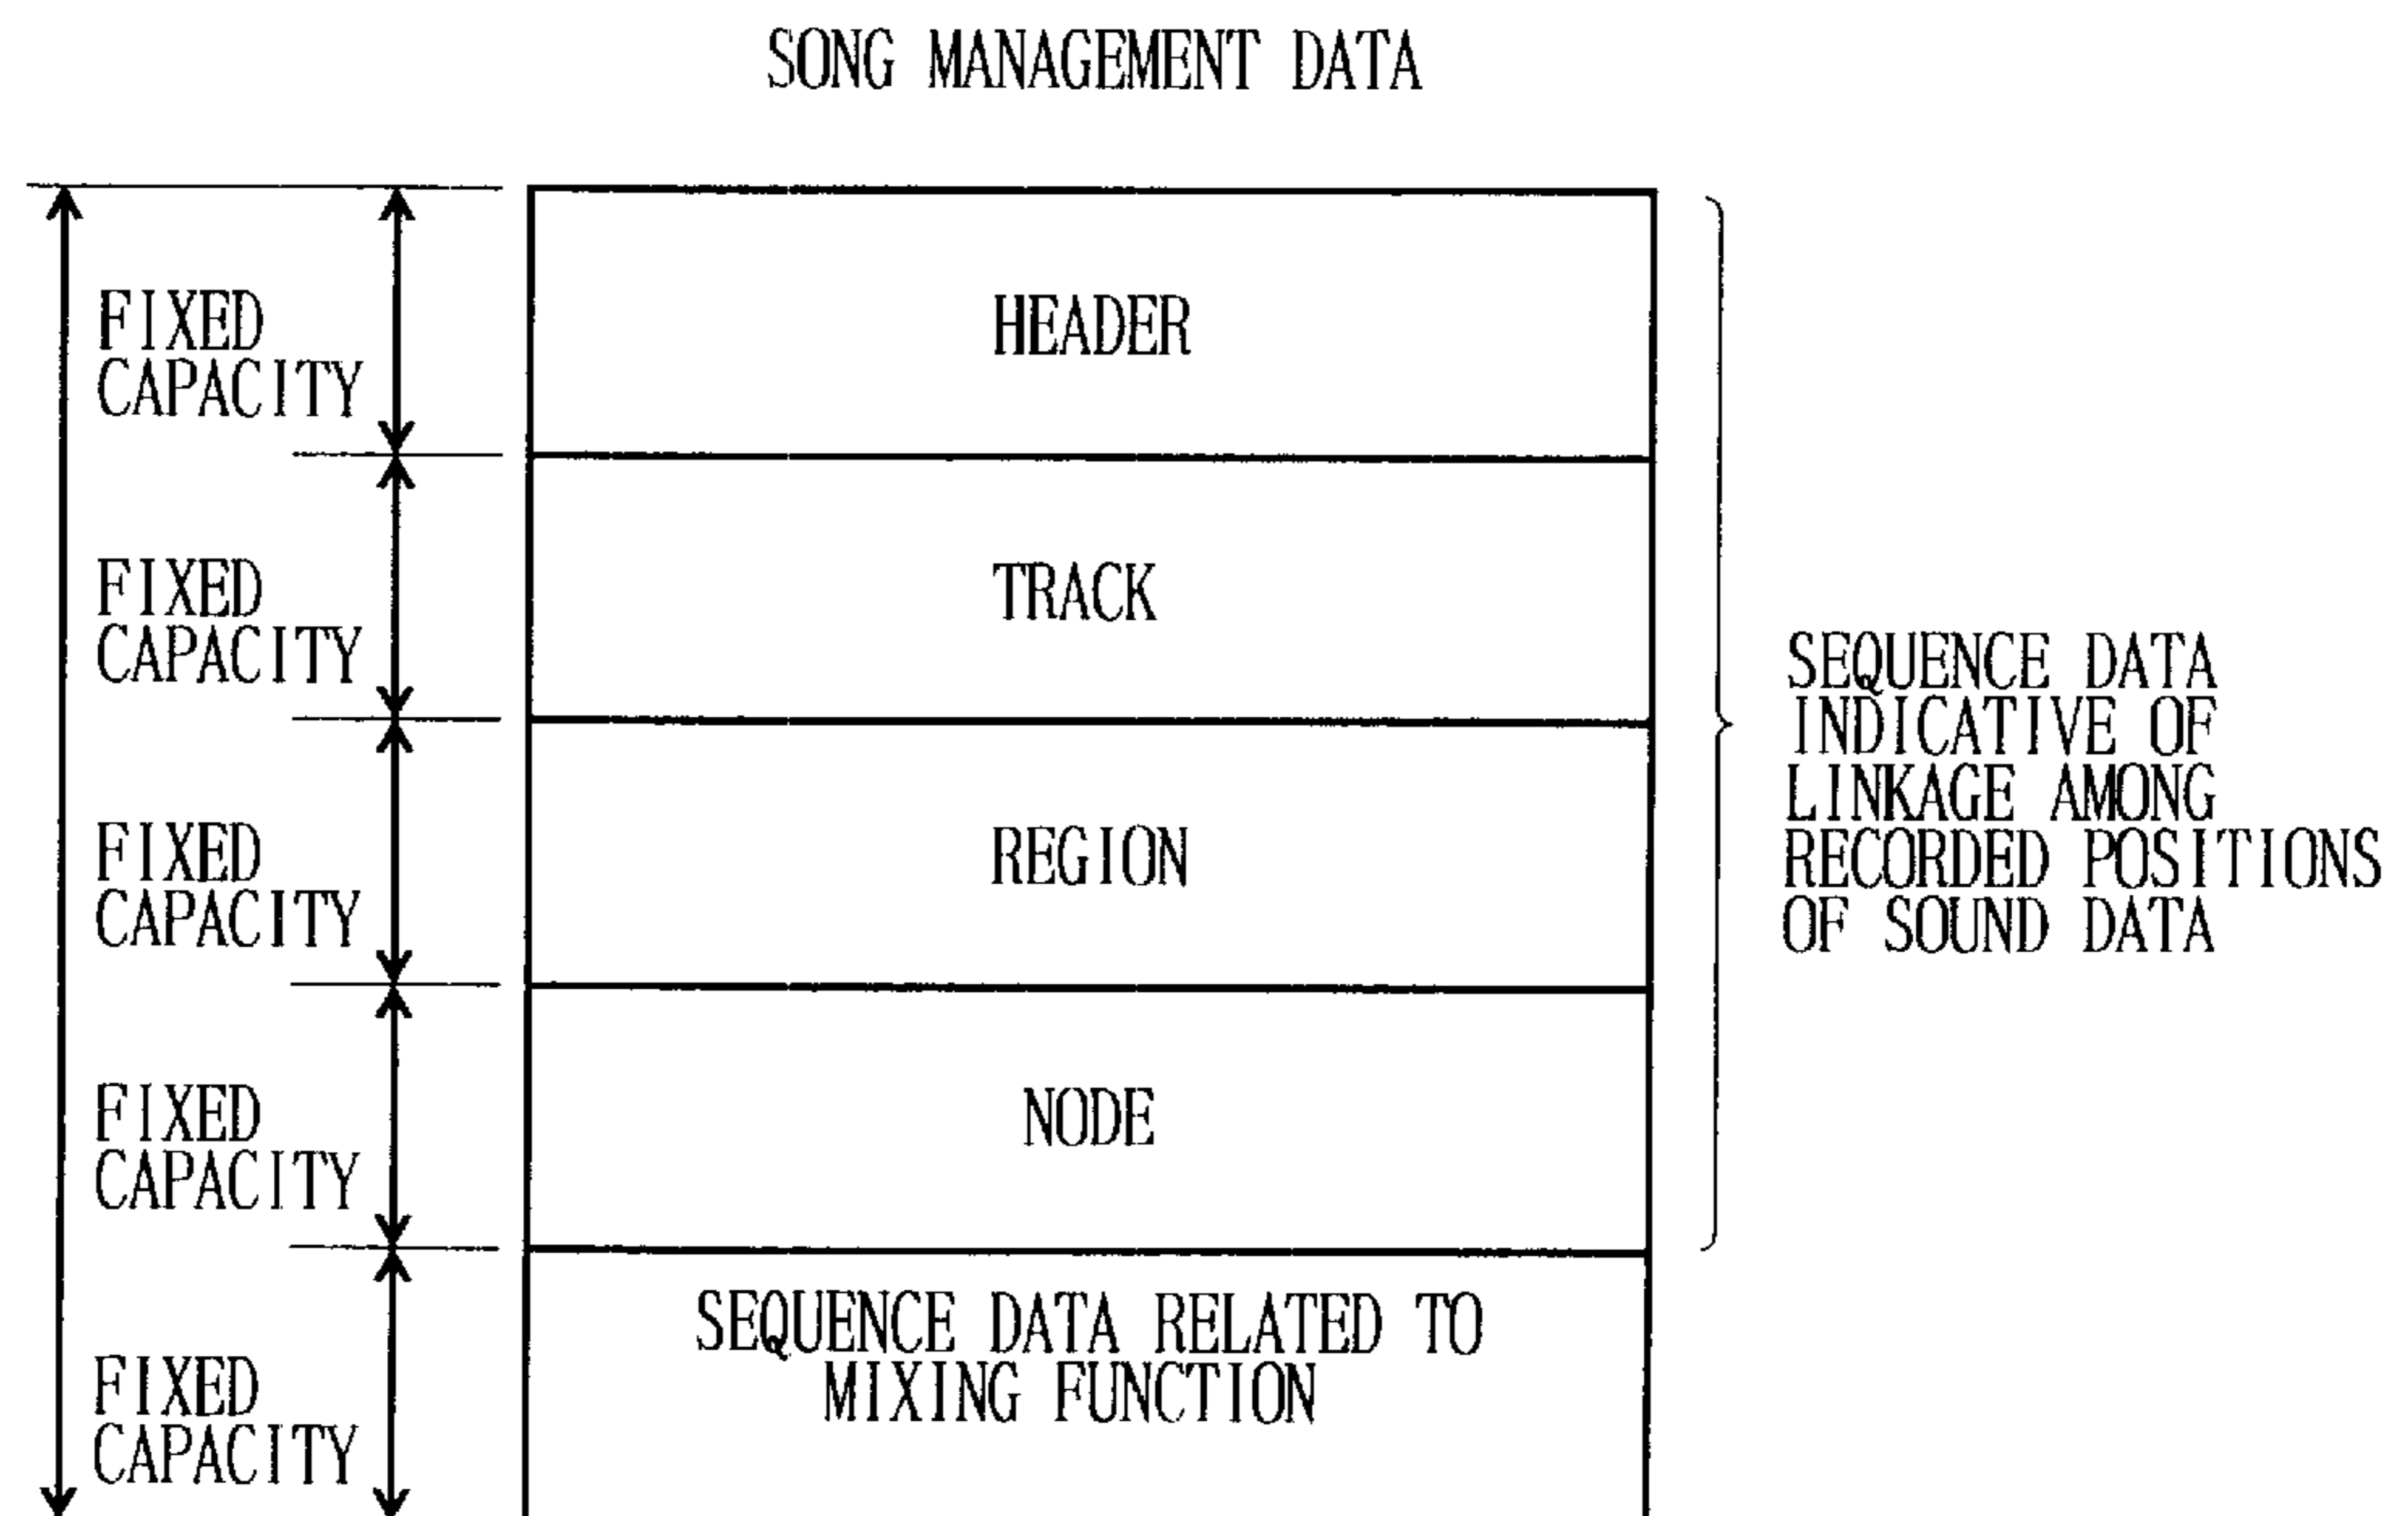 SONG MANAGEMENT DATA
FIXED
CAPACITY
HEADER
FIXED
CAPACITY
TRACK
FIXED
CAPACITY
REGION
FIXED
CAPACITY
NODE
FIXED
CAPACITY
SEQUENCE DATA RELATED TO
MIXING FUNCTION
SEQUENCE DATA
INDICATIVE OF
LINKAGE AMONG
RECORDED POSITIONS
OF SOUND DATA